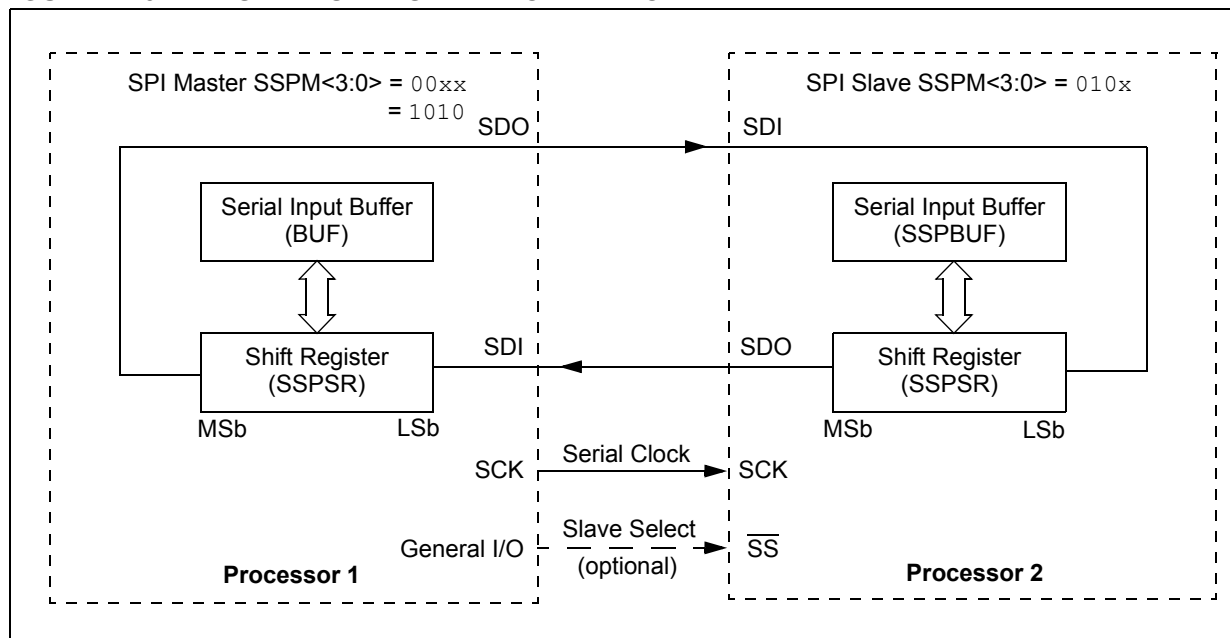 SPI Master SSPM<3:0> = 00xx
= 1010
SDO
Serial Input Buffer
(BUF)
Shift Register
(SSPSR)
MSb
LSb
SDI
SCK
General I/O
Processor 1
Serial Clock
Slave Select
(optional)
SPI Slave SSPM<3:0> = 010x
SDI
Serial Input Buffer
(SSPBUF)
SDO
Shift Register
(SSPSR)
MSb
LSb
SCK
SS
Processor 2